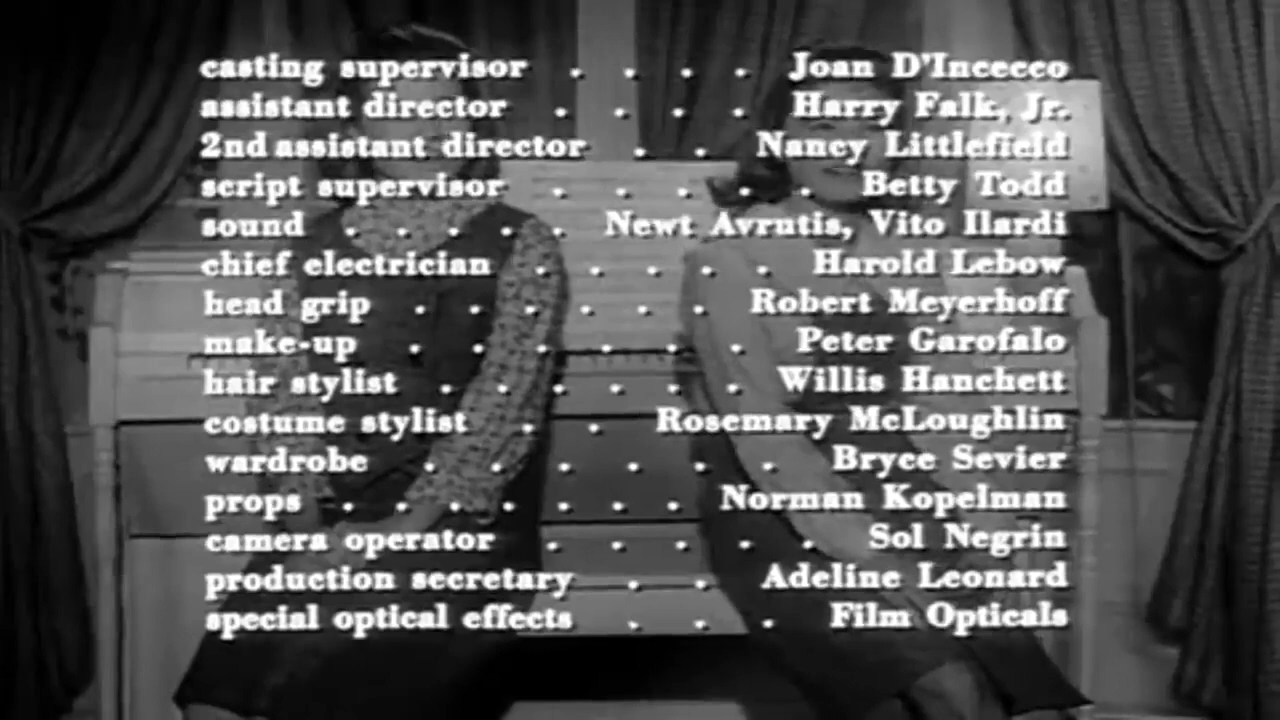 casting supervisor . . . . Joan D'Incecco
assistant director . . . . Harry Falk, Jr.
2nd assistant director . . Nancy Littlefield
script supervisor . . . . . Betty Todd
sound . . . . . Newt Avrutis, Vito Ilardi
chief electrician . . . . . Harold Lebow
head grip . . . . . . Robert Meyerhoff
make-up . . . . . . Peter Garofalo
hair stylist . . . . . . Willis Hanchett
costume stylist . . Rosemary McLoughlin
wardrobe . . . . . . Bryce Sevier
props . . . . . . . Norman Kopelman
camera operator . . . . . Sol Negrin
production secretary . . Adeline Leonard
special optical effects . . . Film Opticals